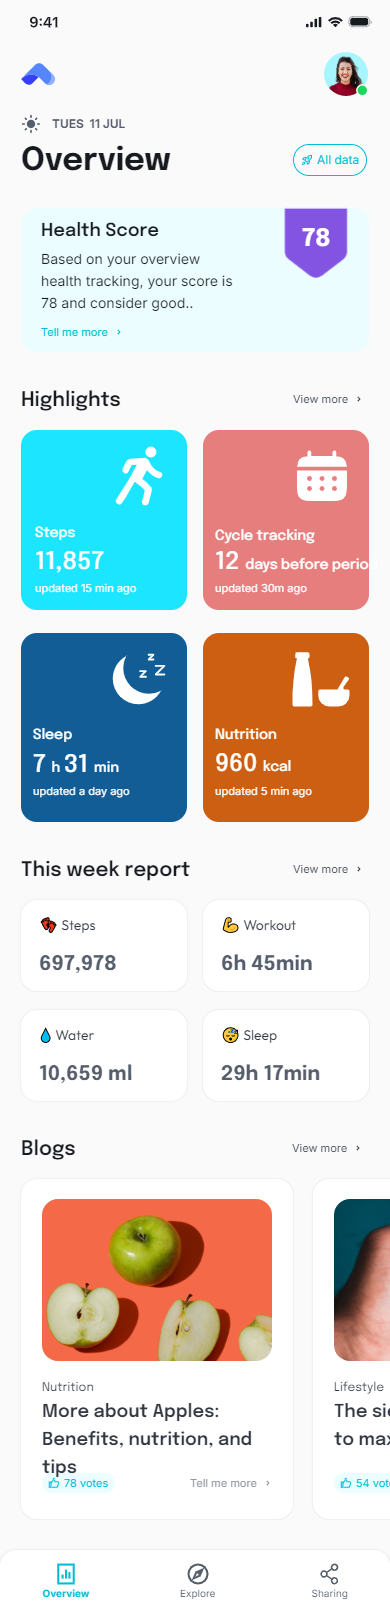 9:41
TUES 11 JUL
Overview
All data
Health Score
78
Based on your overview
health tracking, your score is
78 and consider good..
Tell me more
Highlights
View more
Steps
11,857
updated 15 min ago
Cycle tracking
12 days before perio
updated 30m ago
Sleep
7 h 31 min
updated a day ago
Nutrition
960 kcal
updated 5 min ago
This week report
View more
Steps
697,978
Workout
6h 45min
Water
10,659 ml
Sleep
29h 17min
Blogs
View more
Nutrition
More about Apples:
Benefits, nutrition, and
tips
78 votes
Tell me more
Lifestyle
The si
to ma
54 vot
Overview
Explore
Sharing